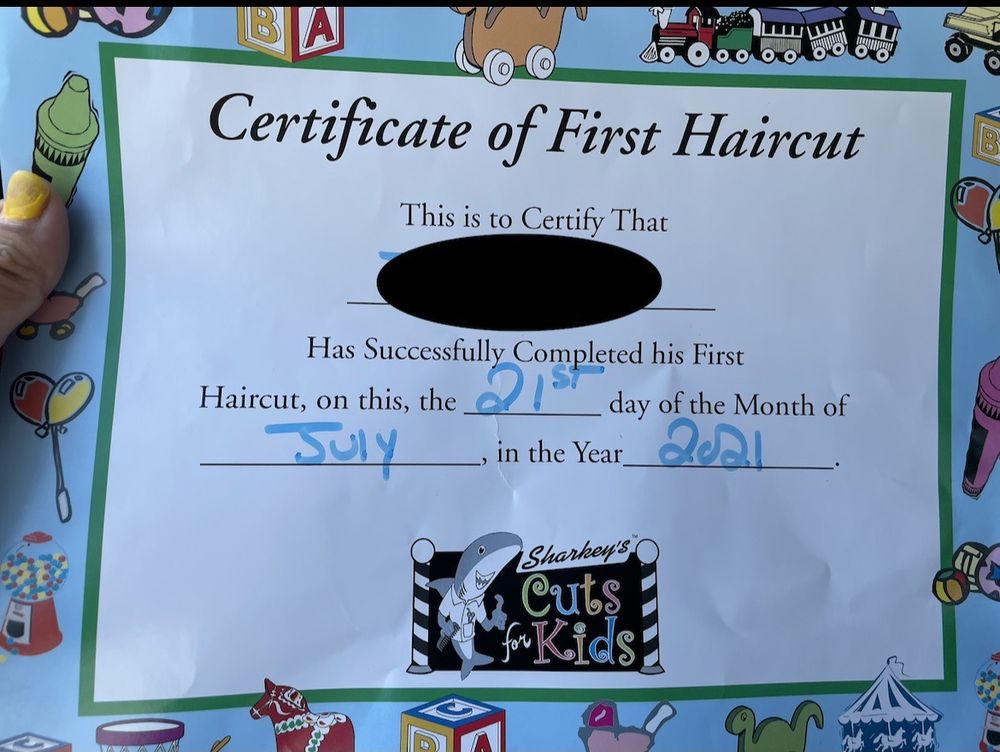 B A
Certificate of First Haircut
This is to Certify That
Has Successfully Completed his First
Haircut, on this, the 21ST day of the Month of
July, in the Year 2021.
Sharkey's™
Cuts
for Kids
B
C
B A